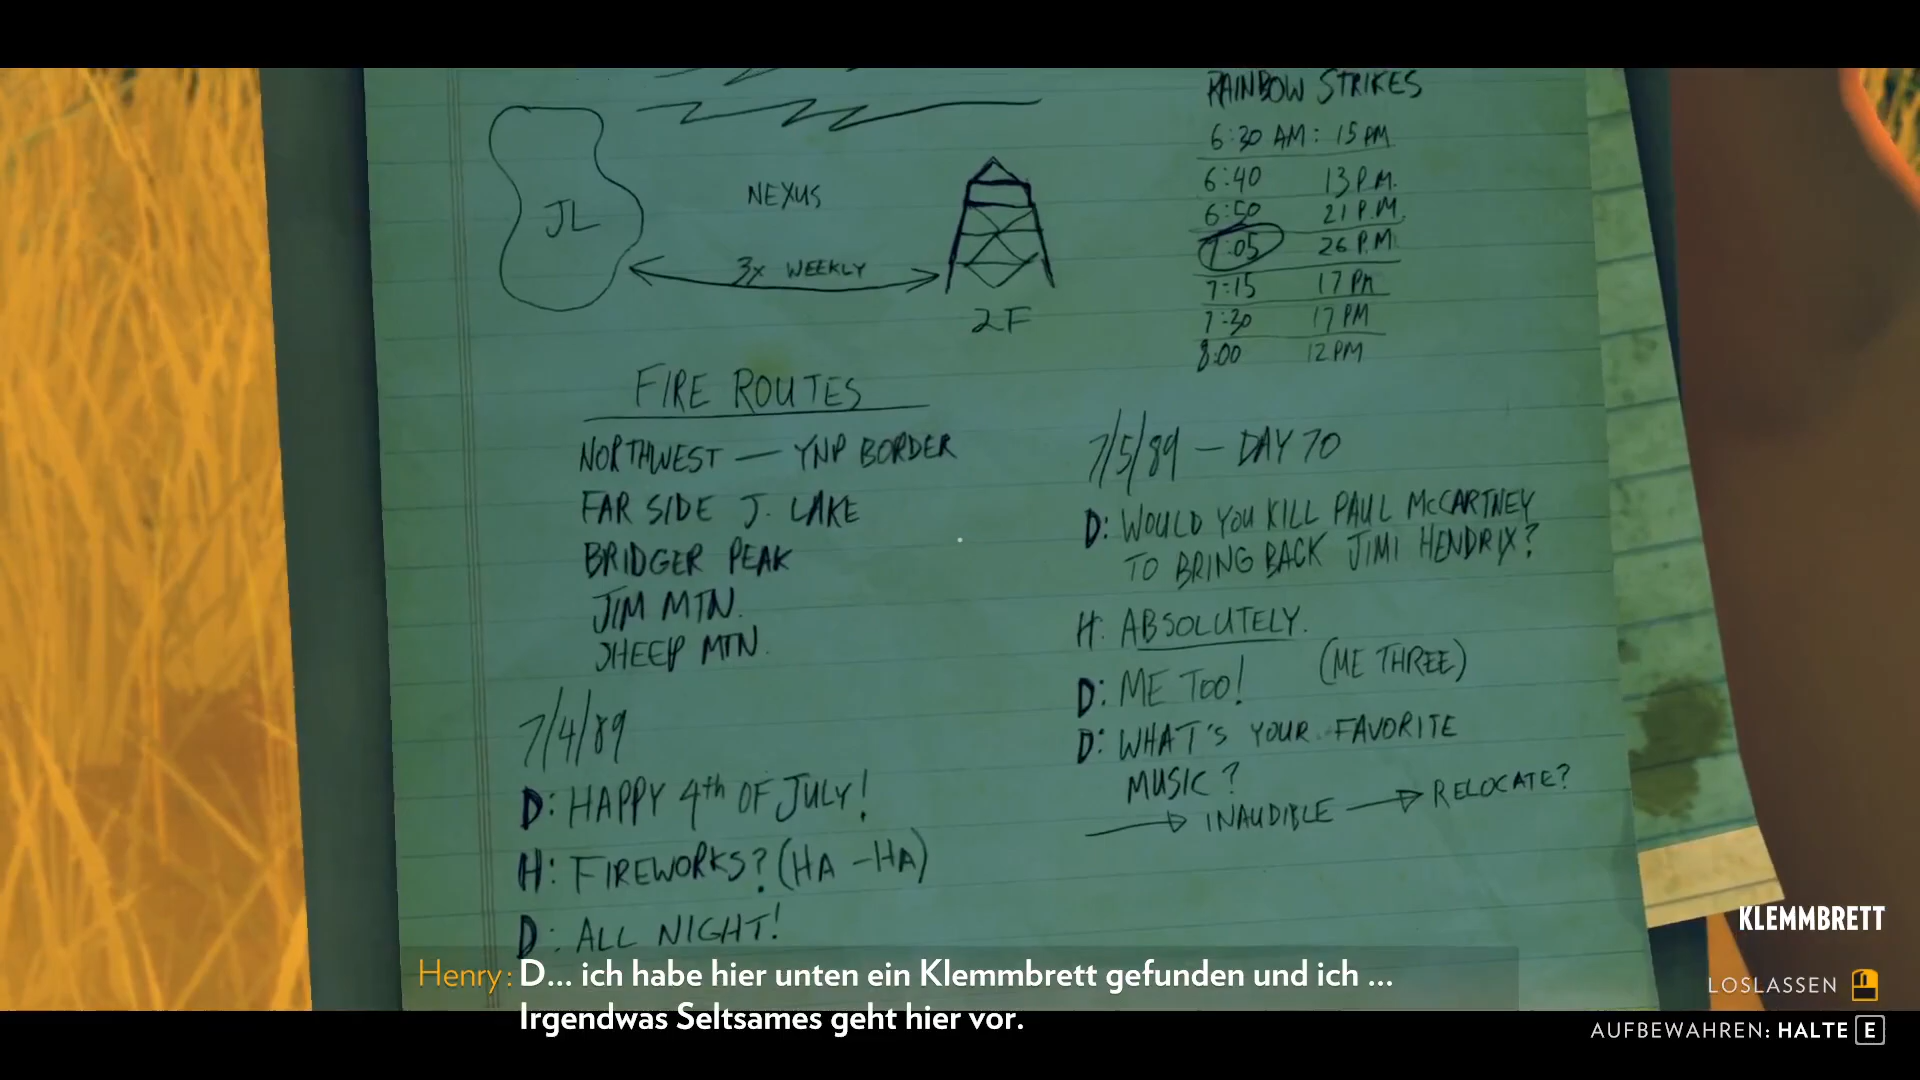 JL
NEXUS
3x WEEKLY
2F
FIRE ROUTES
NORTHWEST — YNP BORDER
FAR SIDE J. LAKE
BRIDGER PEAK
JIM MTN.
SHEEP MTN.
7/4/89
D: HAPPY 4th OF JULY!
H: FIREWORKS? (HA-HA)
D: ALL NIGHT!
RAINBOW STRIKES
6:30 AM: 15 PM
6:40 13 P.M.
6:50 21 P.M.
7:05 26 P.M
7:15 17 PM
7:30 17 PM
8:00 12 PM
7/5/89 — DAY 70
D: WOULD YOU KILL PAUL McCARTNEY
TO BRING BACK JIMI HENDRIX?
H: ABSOLUTELY.
D: ME TOO! (ME THREE)
D: WHAT'S YOUR FAVORITE
MUSIC?
→ INAUDIBLE → RELOCATE?
KLEMMBRETT
LOSLASSEN
AUFBEWAHREN: HALTE E
Henry: D... ich habe hier unten ein Klemmbrett gefunden und ich ...
Irgendwas Seltsames geht hier vor.